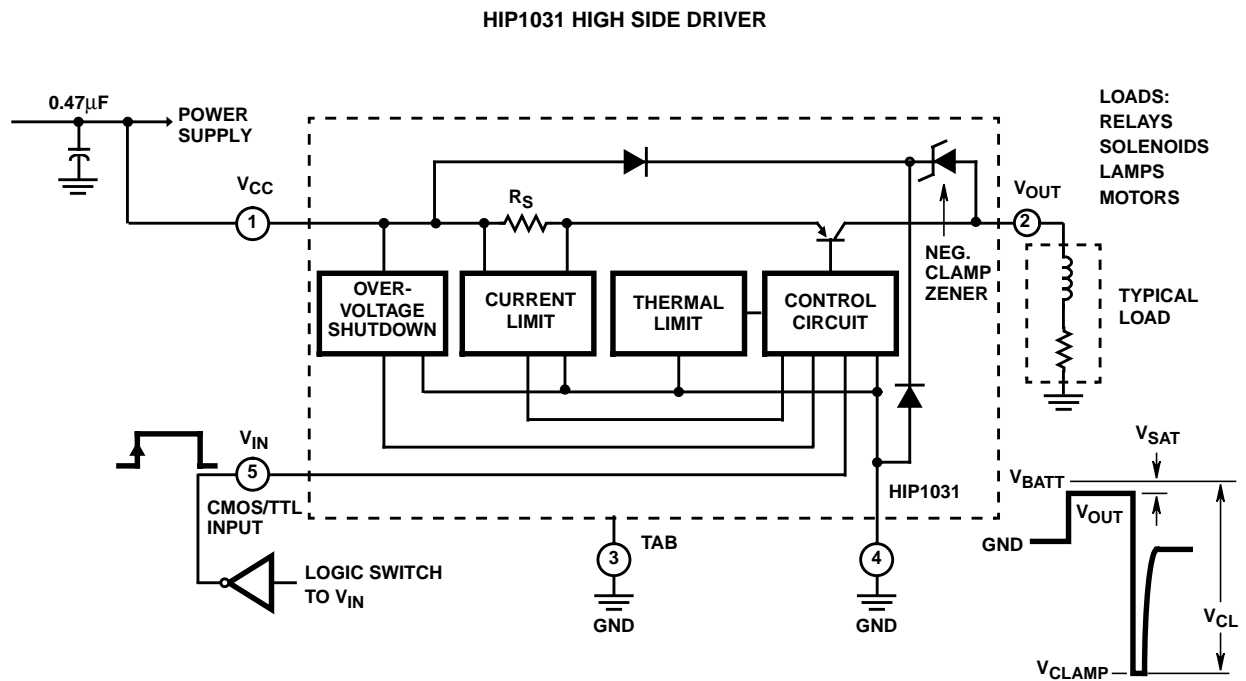 HIP1031 HIGH SIDE DRIVER
0.47μF
POWER
SUPPLY
LOADS:
RELAYS
SOLENOIDS
LAMPS
MOTORS
VCC
1
RS
VOUT
2
NEG.
CLAMP
ZENER
OVER-
VOLTAGE
SHUTDOWN
CURRENT
LIMIT
THERMAL
LIMIT
CONTROL
CIRCUIT
TYPICAL
LOAD
VIN
5
CMOS/TTL
INPUT
HIP1031
LOGIC SWITCH
TO VIN
3
TAB
GND
4
GND
VSAT
VBATT
VOUT
GND
VCL
VCLAMP